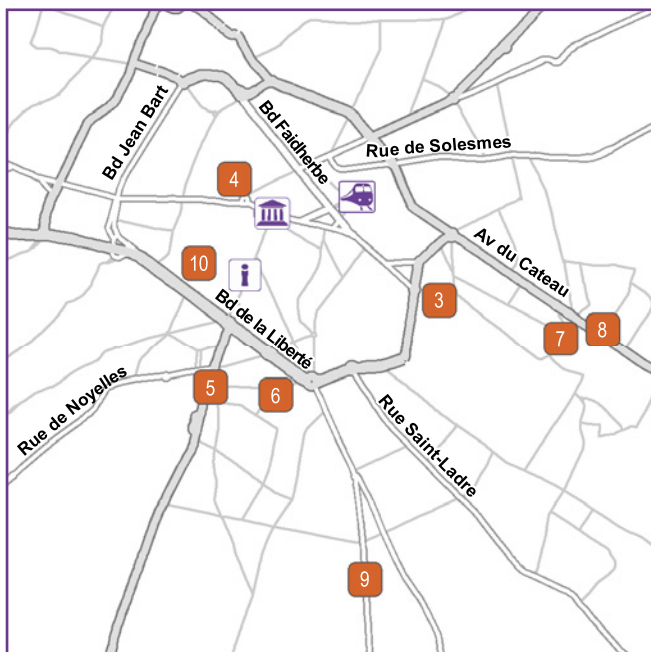 Bd Jean Bart
Bd Faidherbe
Rue de Solesmes
4
10
i
Av du Cateau
3
Bd de la Liberté
7
8
5
6
Rue de Noyelles
Rue Saint-Ladre
9